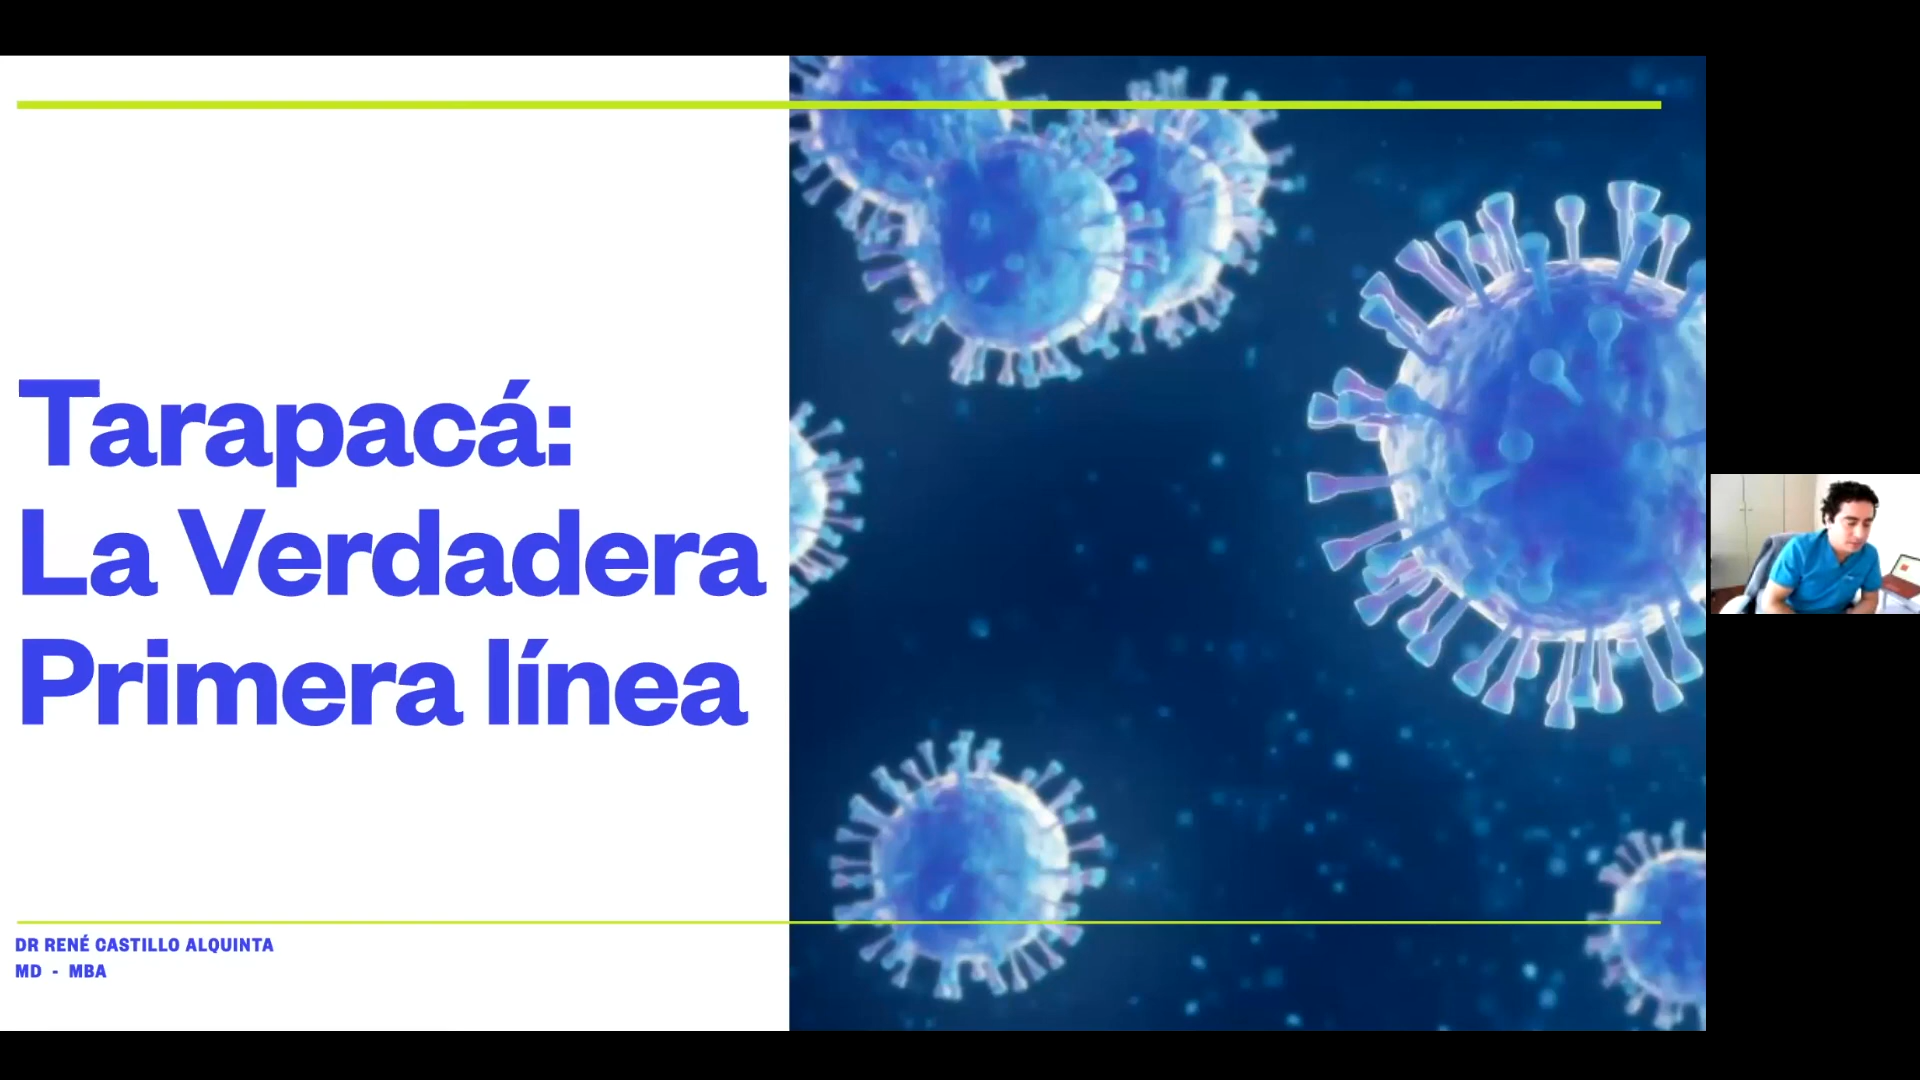 Tarapacá:
La Verdadera
Primera línea
DR RENÉ CASTILLO ALQUINTA
MD - MBA